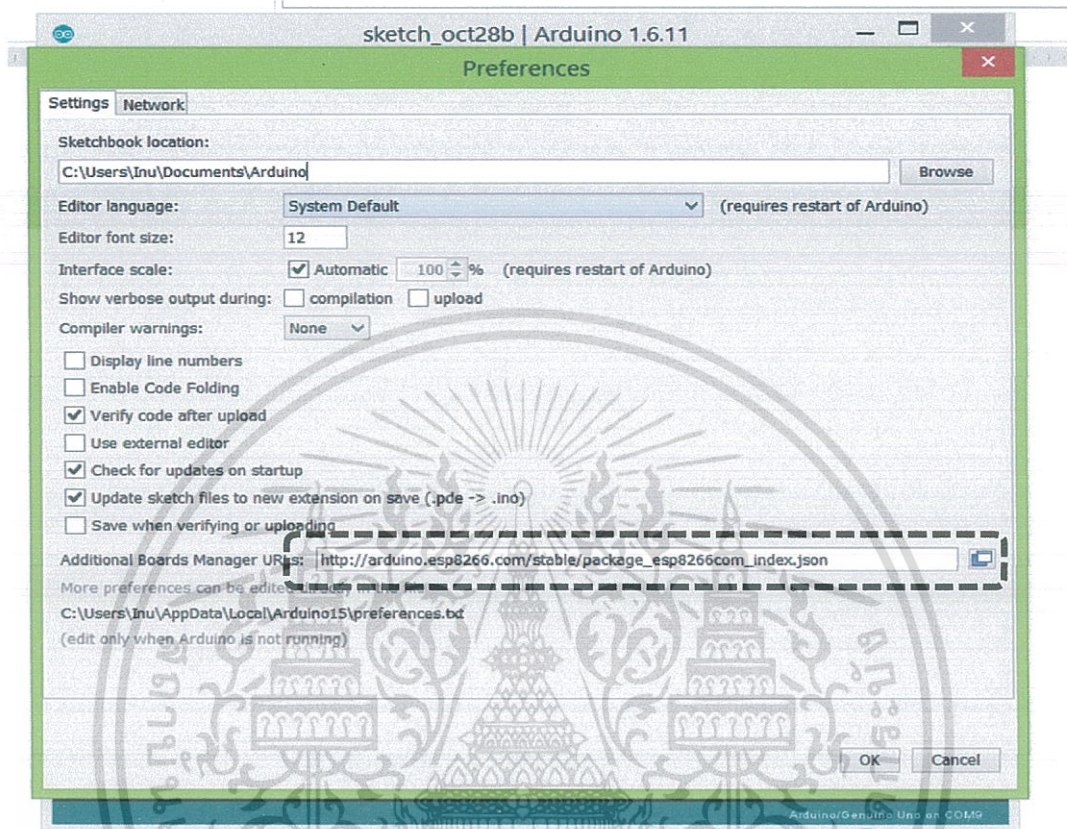 sketch_oct28b | Arduino 1.6.11
Preferences
Settings Network
Sketchbook location:
C:\Users\Inu\Documents\Arduino
Browse
Editor language: System Default (requires restart of Arduino)
Editor font size: 12
Interface scale: Automatic 100 % (requires restart of Arduino)
Show verbose output during: compilation upload
Compiler warnings: None
Display line numbers
Enable Code Folding
Verify code after upload
Use external editor
Check for updates on startup
Update sketch files to new extension on save (.pde -> .ino)
Save when verifying or uploading
Additional Boards Manager URLs: http://arduino.esp8266.com/stable/package_esp8266com_index.json
More preferences can be edited directly in the file
C:\Users\Inu\AppData\Local\Arduino15\preferences.txt
(edit only when Arduino is not running)
OK Cancel
Arduino/Genuino Uno on COM9